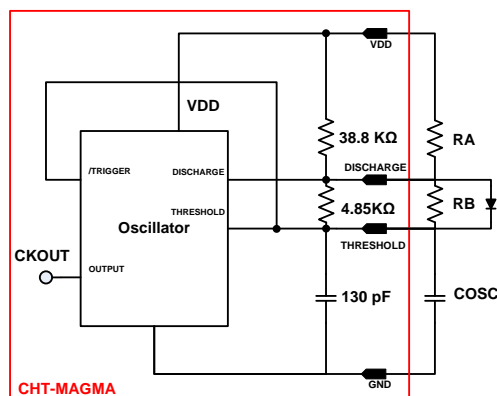 VDD
VDD
38.8 KΩ
RA
/TRIGGER
DISCHARGE
DISCHARGE
4.85KΩ
RB
THRESHOLD
Oscillator
THRESHOLD
CKOUT
OUTPUT
130 pF
COSC
GND
CHT-MAGMA